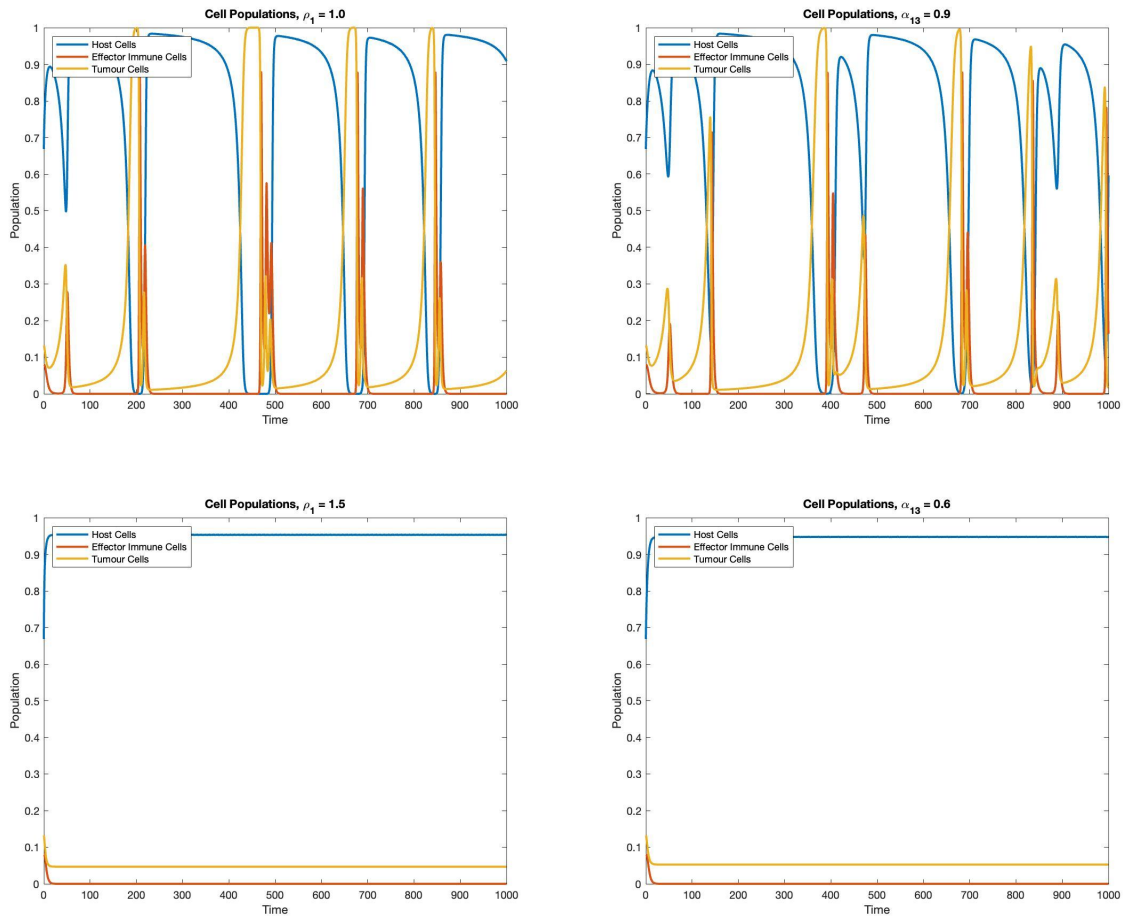 Cell Populations, ρ₁ = 1.0
Host Cells
Effector Immune Cells
Tumour Cells
1
0.9
0.8
0.7
0.6
0.5
0.4
0.3
0.2
0.1
0
Population
0 100 200 300 400 500 600 700 800 900 1000
Time
Cell Populations, α₁₃ = 0.9
Host Cells
Effector Immune Cells
Tumour Cells
1
0.9
0.8
0.7
0.6
0.5
0.4
0.3
0.2
0.1
0
Population
0 100 200 300 400 500 600 700 800 900 1000
Time
Cell Populations, ρ₁ = 1.5
Host Cells
Effector Immune Cells
Tumour Cells
1
0.9
0.8
0.7
0.6
0.5
0.4
0.3
0.2
0.1
0
Population
0 100 200 300 400 500 600 700 800 900 1000
Time
Cell Populations, α₁₃ = 0.6
Host Cells
Effector Immune Cells
Tumour Cells
1
0.9
0.8
0.7
0.6
0.5
0.4
0.3
0.2
0.1
0
Population
0 100 200 300 400 500 600 700 800 900 1000
Time